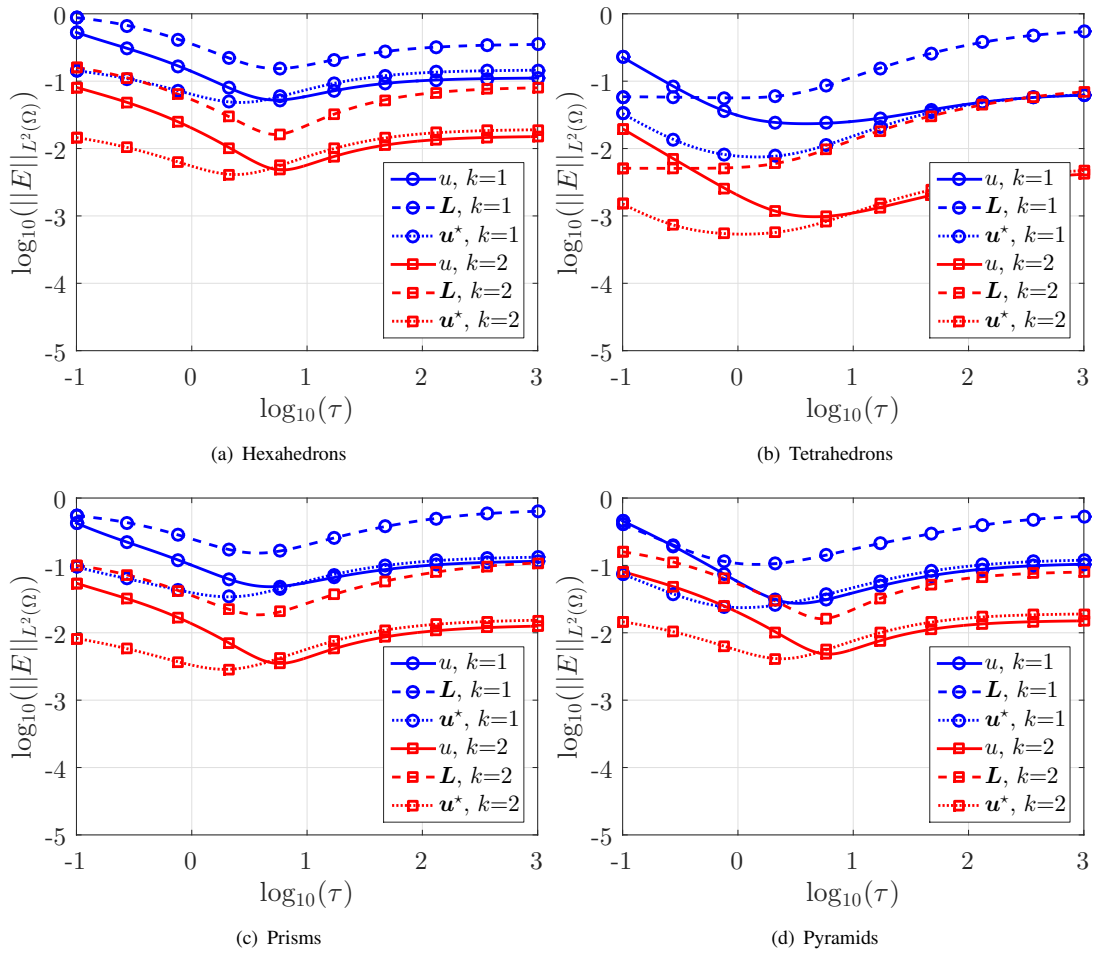 0
-1
-2
-3
-4
-5
-1 0 1 2 3
log₁₀(||E||_{L²(Ω)})
log₁₀(τ)
u, k=1
L, k=1
u⋆, k=1
u, k=2
L, k=2
u⋆, k=2
(a) Hexahedrons
0
-1
-2
-3
-4
-5
-1 0 1 2 3
log₁₀(||E||_{L²(Ω)})
log₁₀(τ)
u, k=1
L, k=1
u⋆, k=1
u, k=2
L, k=2
u⋆, k=2
(b) Tetrahedrons
0
-1
-2
-3
-4
-5
-1 0 1 2 3
log₁₀(||E||_{L²(Ω)})
log₁₀(τ)
u, k=1
L, k=1
u⋆, k=1
u, k=2
L, k=2
u⋆, k=2
(c) Prisms
0
-1
-2
-3
-4
-5
-1 0 1 2 3
log₁₀(||E||_{L²(Ω)})
log₁₀(τ)
u, k=1
L, k=1
u⋆, k=1
u, k=2
L, k=2
u⋆, k=2
(d) Pyramids